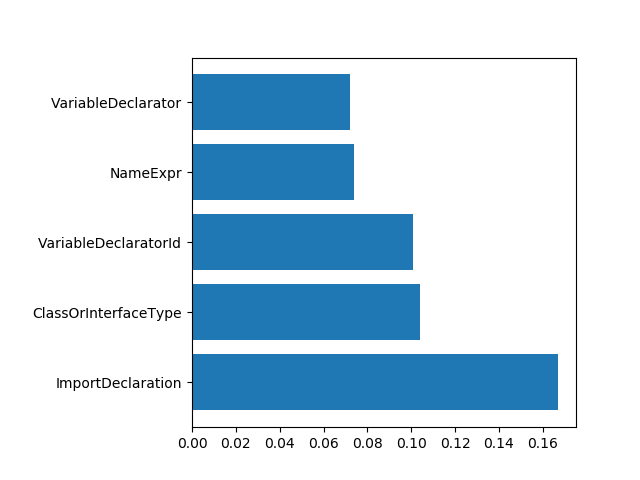 VariableDeclarator
NameExpr
VariableDeclaratorId
ClassOrInterfaceType
ImportDeclaration
0.00 0.02 0.04 0.06 0.08 0.10 0.12 0.14 0.16